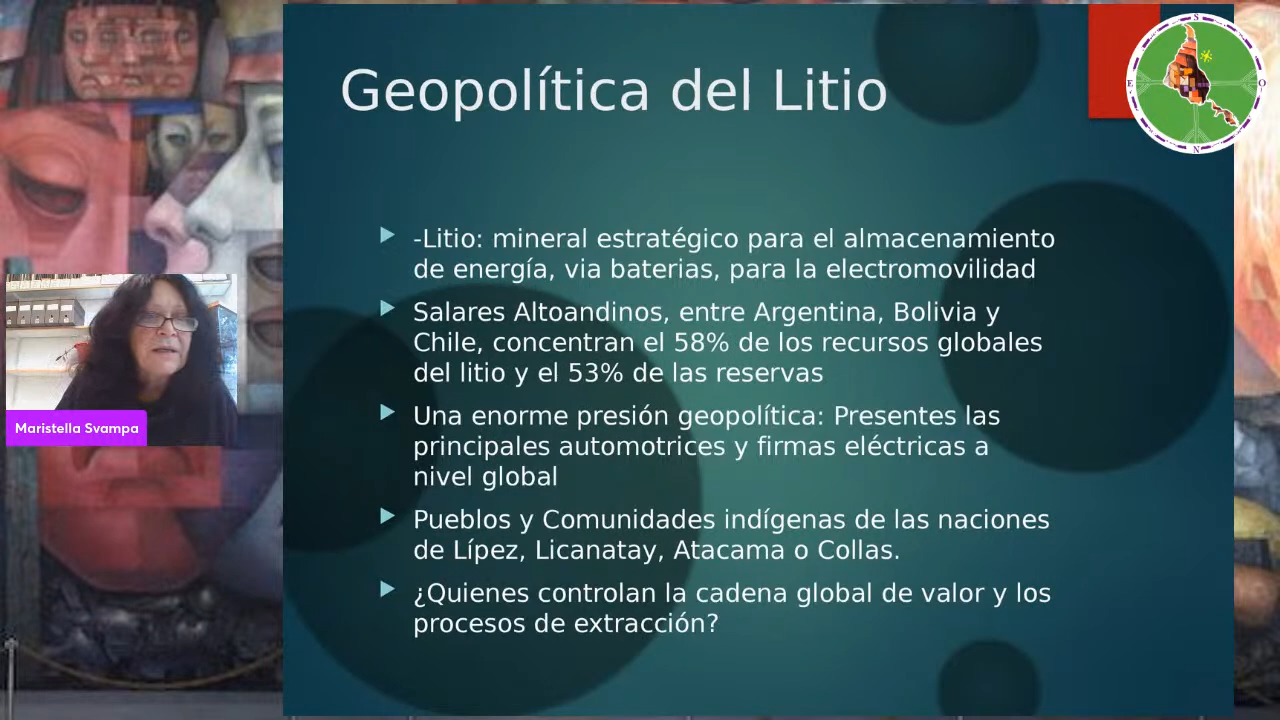 Geopolítica del Litio
S
E
O
N
-Litio: mineral estratégico para el almacenamiento
de energía, via baterias, para la electromovilidad
Salares Altoandinos, entre Argentina, Bolivia y
Chile, concentran el 58% de los recursos globales
del litio y el 53% de las reservas
Una enorme presión geopolítica: Presentes las
principales automotrices y firmas eléctricas a
nivel global
Pueblos y Comunidades indígenas de las naciones
de Lípez, Licanatay, Atacama o Collas.
¿Quienes controlan la cadena global de valor y los
procesos de extracción?
Maristella Svampa